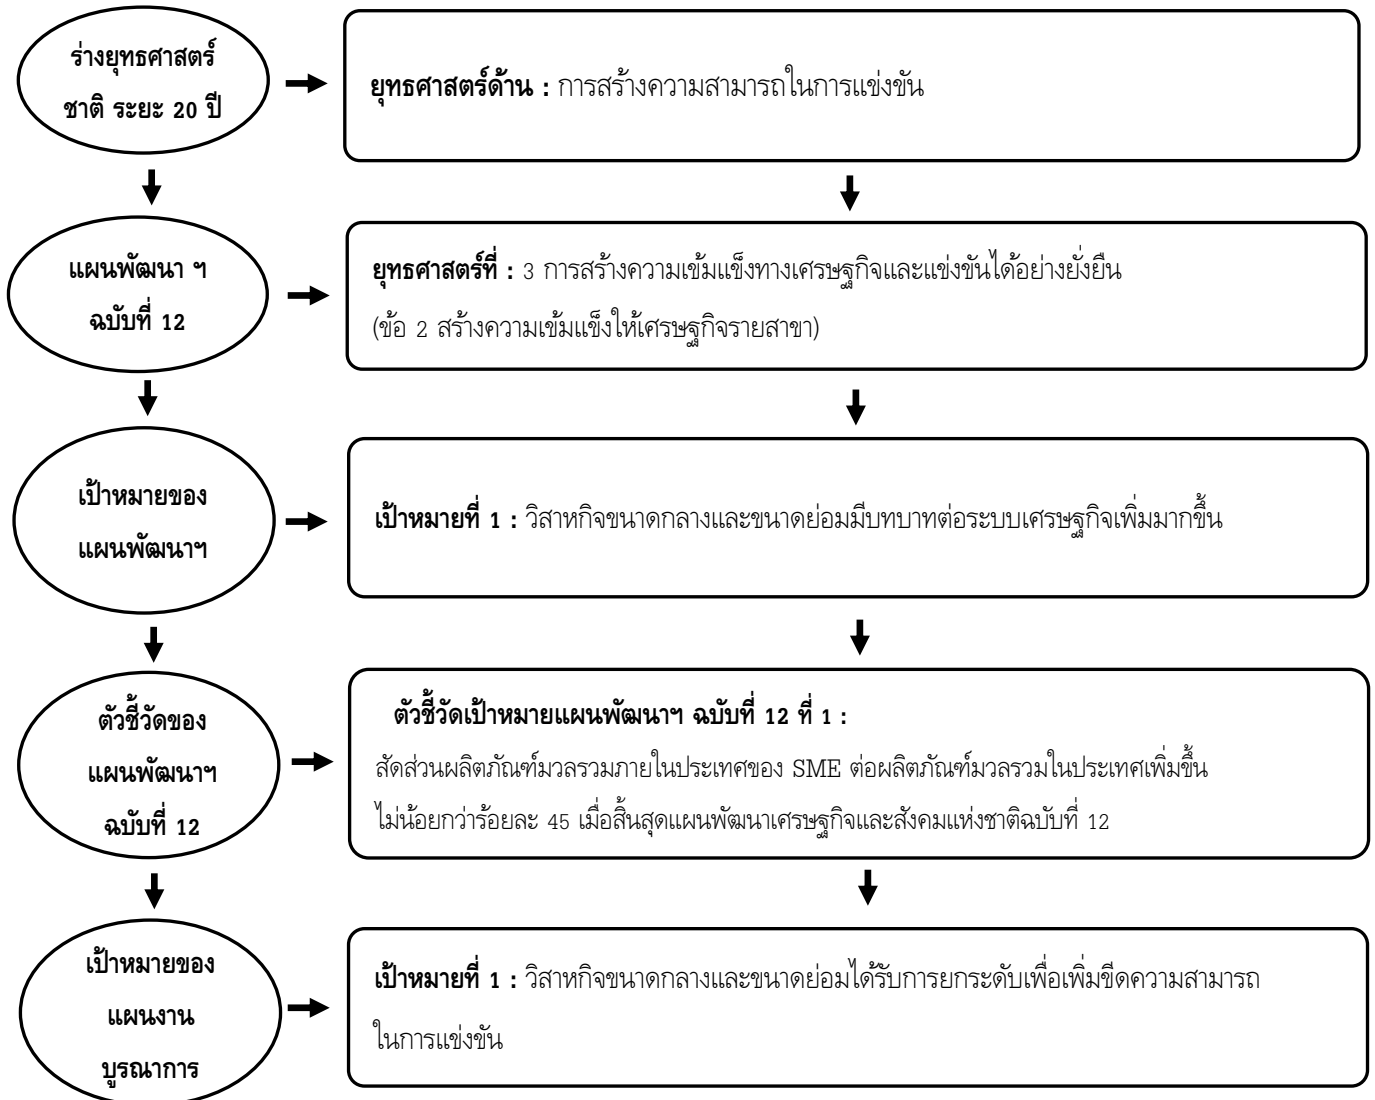 ร่างยุทธศาสตร์
ชาติ ระยะ 20 ปี
ยุทธศาสตร์ด้าน : การสร้างความสามารถในการแข่งขัน
แผนพัฒนา ฯ
ฉบับที่ 12
ยุทธศาสตร์ที่ : 3 การสร้างความเข้มแข็งทางเศรษฐกิจและแข่งขันได้อย่างยั่งยืน
(ข้อ 2 สร้างความเข้มแข็งให้เศรษฐกิจรายสาขา)
เป้าหมายของ
แผนพัฒนาฯ
เป้าหมายที่ 1 : วิสาหกิจขนาดกลางและขนาดย่อมมีบทบาทต่อระบบเศรษฐกิจเพิ่มมากขึ้น
ตัวชี้วัดของ
แผนพัฒนาฯ
ฉบับที่ 12
ตัวชี้วัดเป้าหมายแผนพัฒนาฯ ฉบับที่ 12 ที่ 1 :
สัดส่วนผลิตภัณฑ์มวลรวมภายในประเทศของ SME ต่อผลิตภัณฑ์มวลรวมในประเทศเพิ่มขึ้น
ไม่น้อยกว่าร้อยละ 45 เมื่อสิ้นสุดแผนพัฒนาเศรษฐกิจและสังคมแห่งชาติฉบับที่ 12
เป้าหมายของ
แผนงาน
บูรณาการ
เป้าหมายที่ 1 : วิสาหกิจขนาดกลางและขนาดย่อมได้รับการยกระดับเพื่อเพิ่มขีดความสามารถ
ในการแข่งขัน